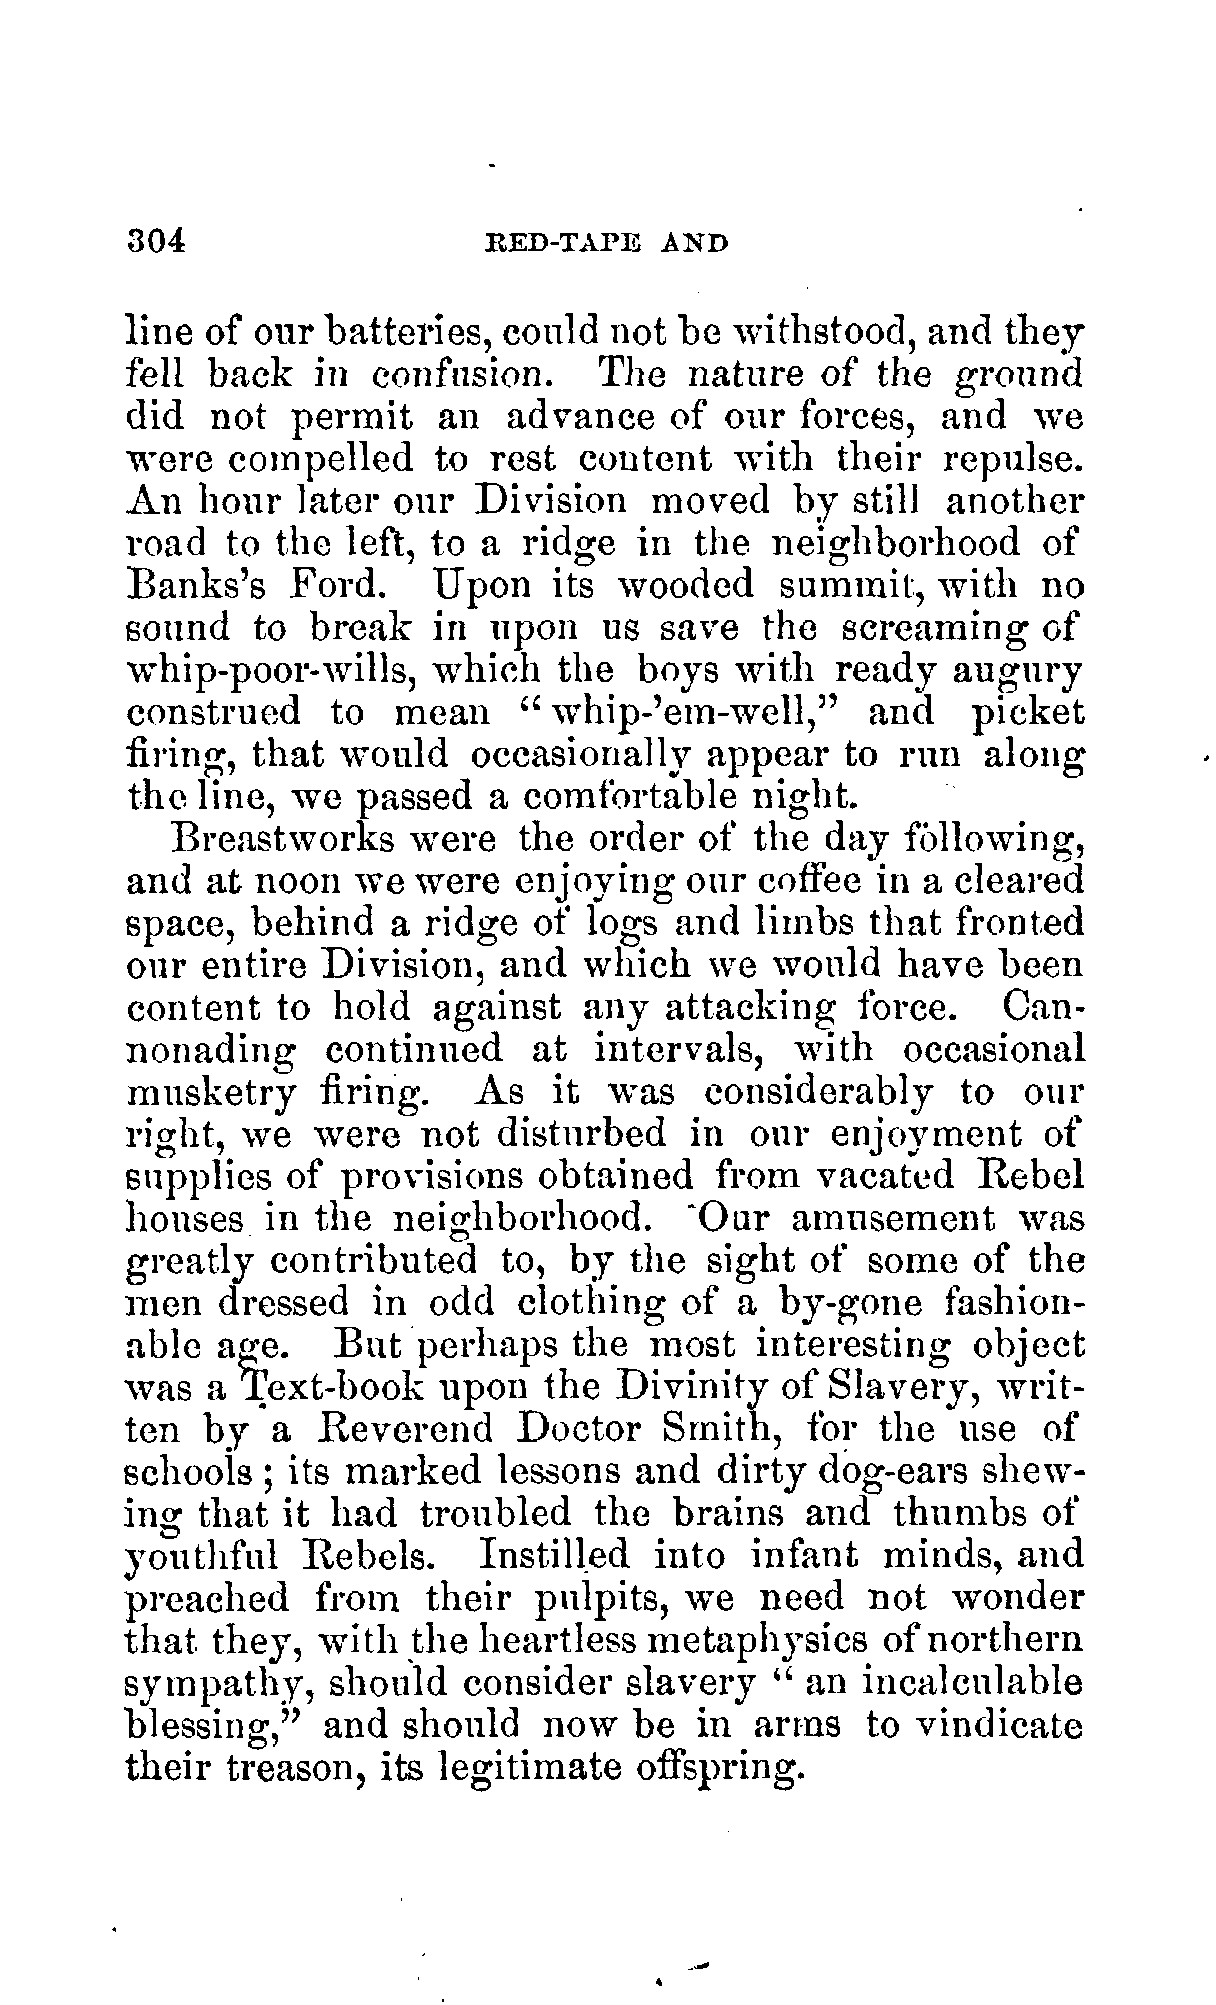 304 RED-TAPE AND
line of our batteries, could not be withstood, and they
fell back in confusion. The nature of the ground
did not permit an advance of our forces, and we
were compelled to rest content with their repulse.
An hour later our Division moved by still another
road to the left, to a ridge in the neighborhood of
Banks's Ford. Upon its wooded summit, with no
sound to break in upon us save the screaming of
whip-poor-wills, which the boys with ready augury
construed to mean “ whip-'em-well,” and picket
firing, that would occasionally appear to run along
the line, we passed a comfortable night.
Breastworks were the order of the day following,
and at noon we were enjoying our coffee in a cleared
space, behind a ridge of logs and limbs that fronted
our entire Division, and which we would have been
content to hold against any attacking force. Can-
nonading continued at intervals, with occasional
musketry firing. As it was considerably to our
right, we were not disturbed in our enjoyment of
supplies of provisions obtained from vacated Rebel
houses in the neighborhood. Our amusement was
greatly contributed to, by the sight of some of the
men dressed in odd clothing of a by-gone fashion-
able age. But perhaps the most interesting object
was a Text-book upon the Divinity of Slavery, writ-
ten by a Reverend Doctor Smith, for the use of
schools ; its marked lessons and dirty dog-ears shew-
ing that it had troubled the brains and thumbs of
youthful Rebels. Instilled into infant minds, and
preached from their pulpits, we need not wonder
that they, with the heartless metaphysics of northern
sympathy, should consider slavery “ an incalculable
blessing,” and should now be in arms to vindicate
their treason, its legitimate offspring.